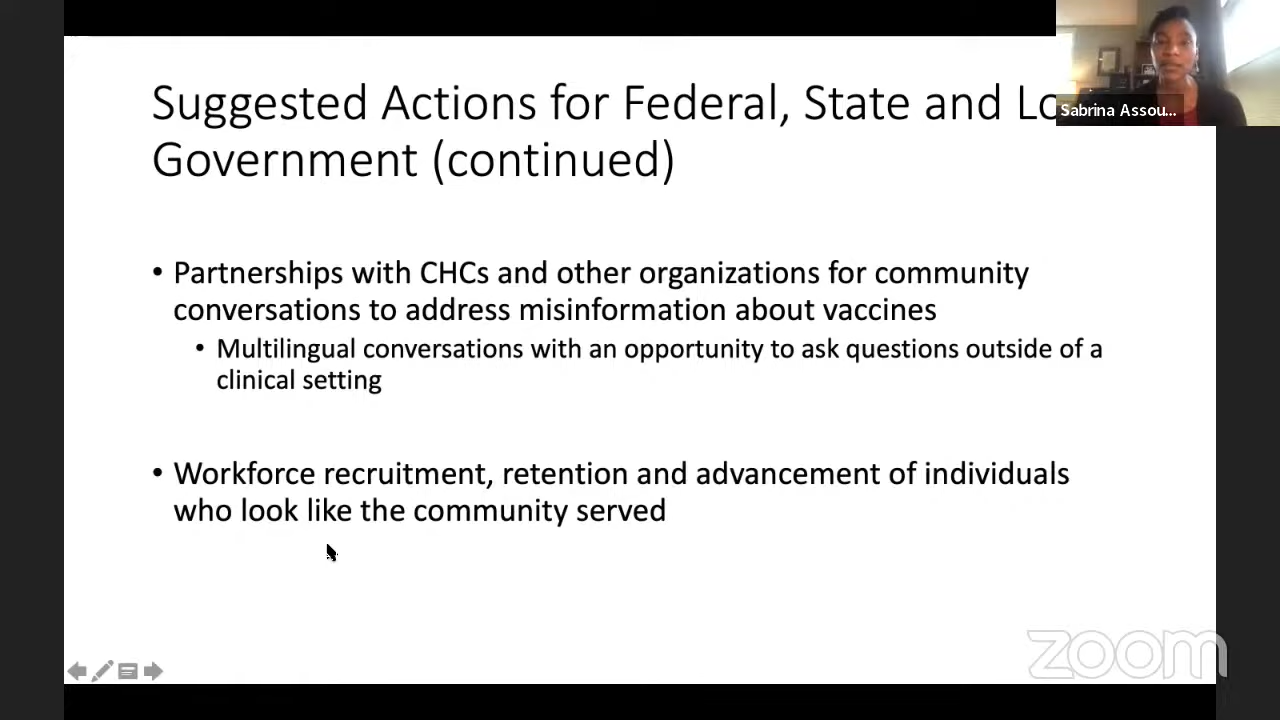 Suggested Actions for Federal, State and Lo
Government (continued)
Sabrina Assou...
• Partnerships with CHCs and other organizations for community
conversations to address misinformation about vaccines
• Multilingual conversations with an opportunity to ask questions outside of a
clinical setting
• Workforce recruitment, retention and advancement of individuals
who look like the community served
zoom